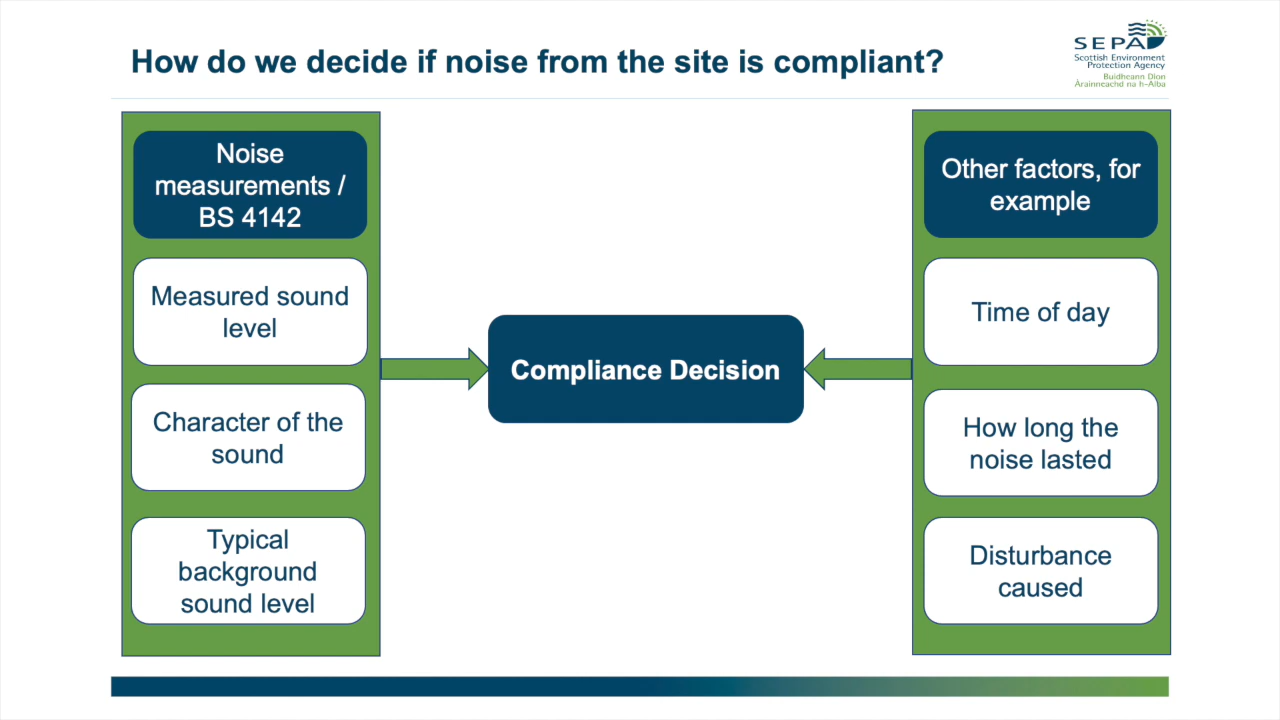 How do we decide if noise from the site is compliant?
SEPA
Scottish Environment
Protection Agency
Buidheann Dìon
Àrainneachd na h-Alba
Noise
measurements /
BS 4142
Measured sound
level
Character of the
sound
Typical
background
sound level
Compliance Decision
Other factors, for
example
Time of day
How long the
noise lasted
Disturbance
caused